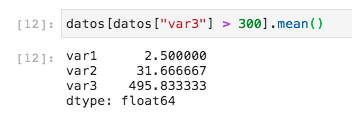 [12]: datos[datos["var3"] > 300].mean()
[12]: var1 2.500000
var2 31.666667
var3 495.833333
dtype: float64